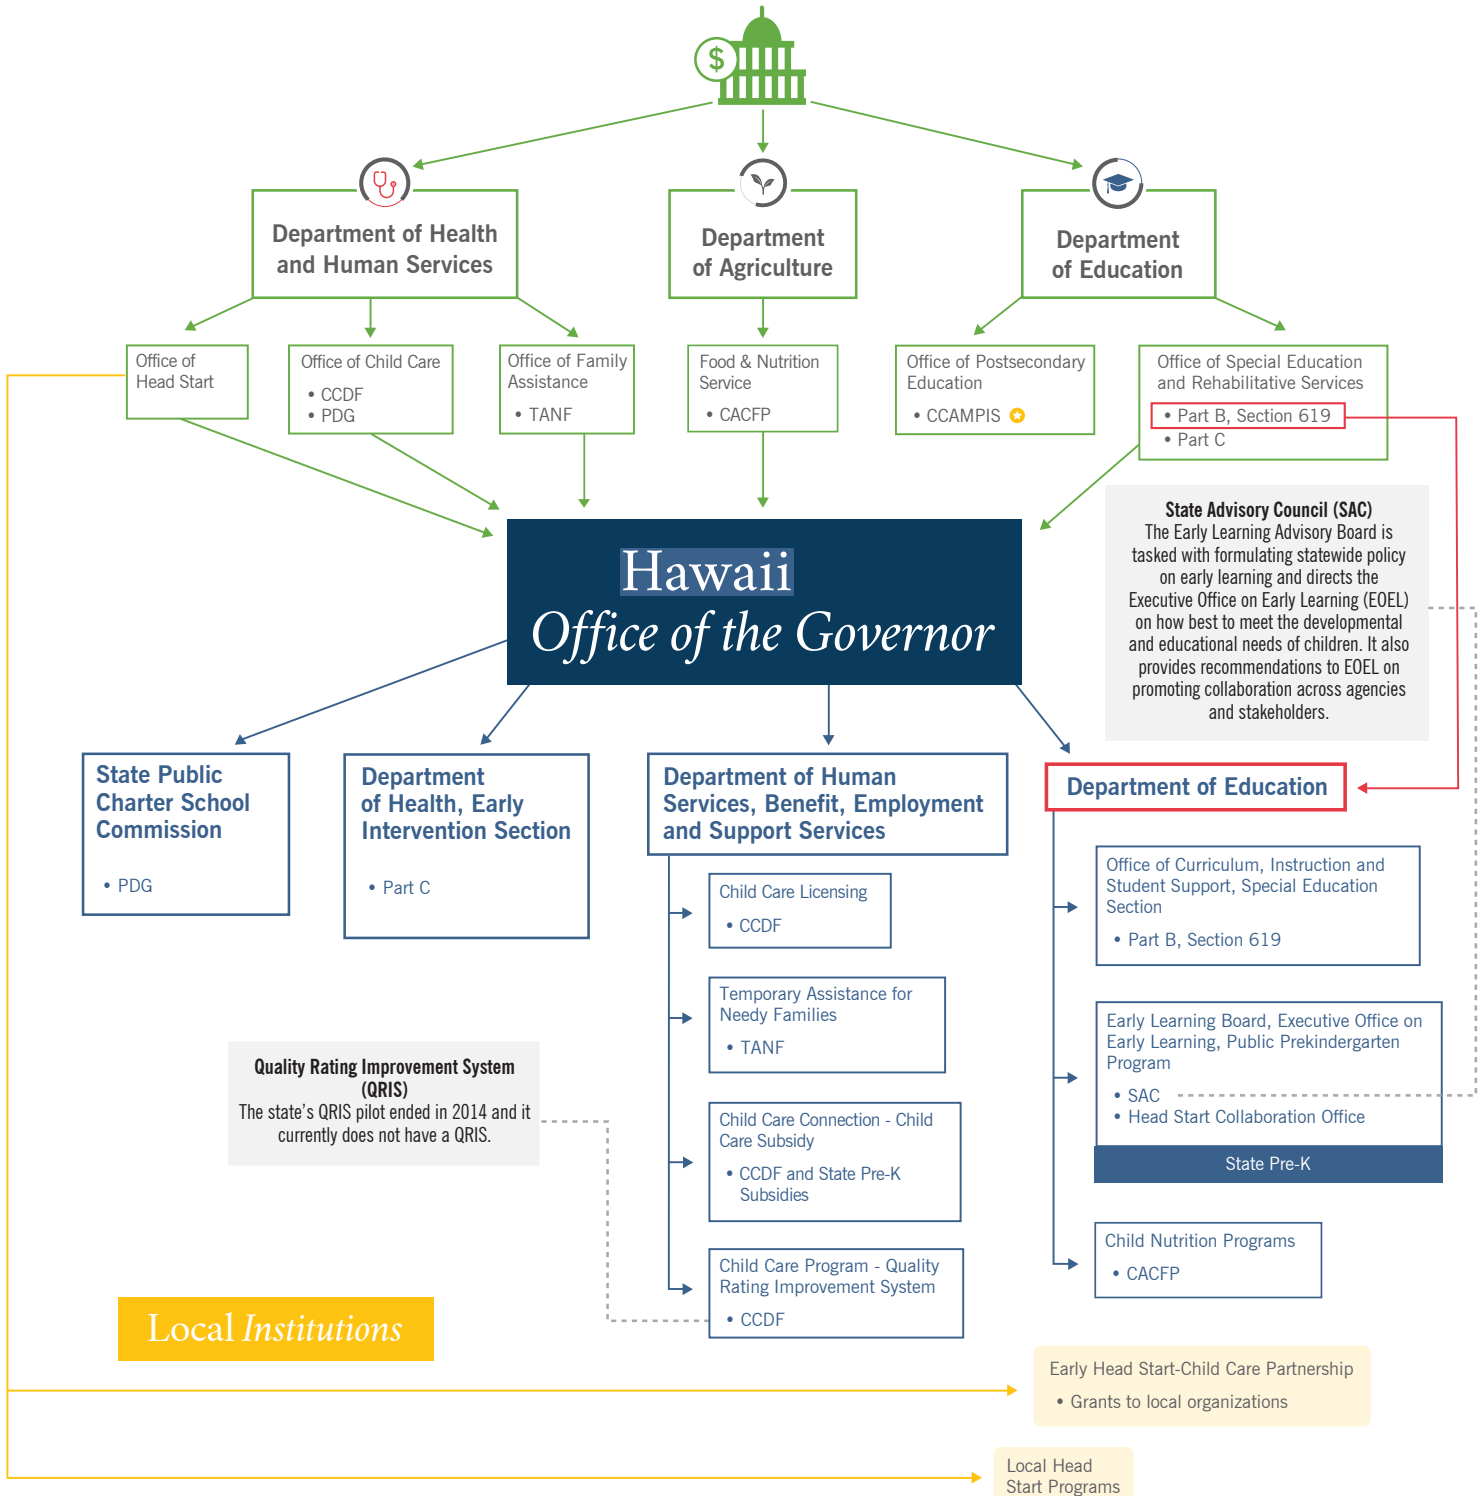 $
Department of Health
and Human Services
Department
of Agriculture
Department
of Education
Office of
Head Start
Office of Child Care
• CCDF
• PDG
Office of Family
Assistance
• TANF
Food & Nutrition
Service
• CACFP
Office of Postsecondary
Education
• CCAMPIS
Office of Special Education
and Rehabilitative Services
• Part B, Section 619
• Part C
State Advisory Council (SAC)
The Early Learning Advisory Board is
tasked with formulating statewide policy
on early learning and directs the
Executive Office on Early Learning (EOEL)
on how best to meet the developmental
and educational needs of children. It also
provides recommendations to EOEL on
promoting collaboration across agencies
and stakeholders.
Hawaii
Office of the Governor
State Public
Charter School
Commission
• PDG
Department
of Health, Early
Intervention Section
• Part C
Department of Human
Services, Benefit, Employment
and Support Services
Child Care Licensing
• CCDF
Temporary Assistance for
Needy Families
• TANF
Child Care Connection - Child
Care Subsidy
• CCDF and State Pre-K
Subsidies
Child Care Program - Quality
Rating Improvement System
• CCDF
Department of Education
Office of Curriculum, Instruction and
Student Support, Special Education
Section
• Part B, Section 619
Early Learning Board, Executive Office on
Early Learning, Public Prekindergarten
Program
• SAC
• Head Start Collaboration Office
State Pre-K
Child Nutrition Programs
• CACFP
Quality Rating Improvement System
(QRIS)
The state's QRIS pilot ended in 2014 and it
currently does not have a QRIS.
Local Institutions
Early Head Start-Child Care Partnership
• Grants to local organizations
Local Head
Start Programs